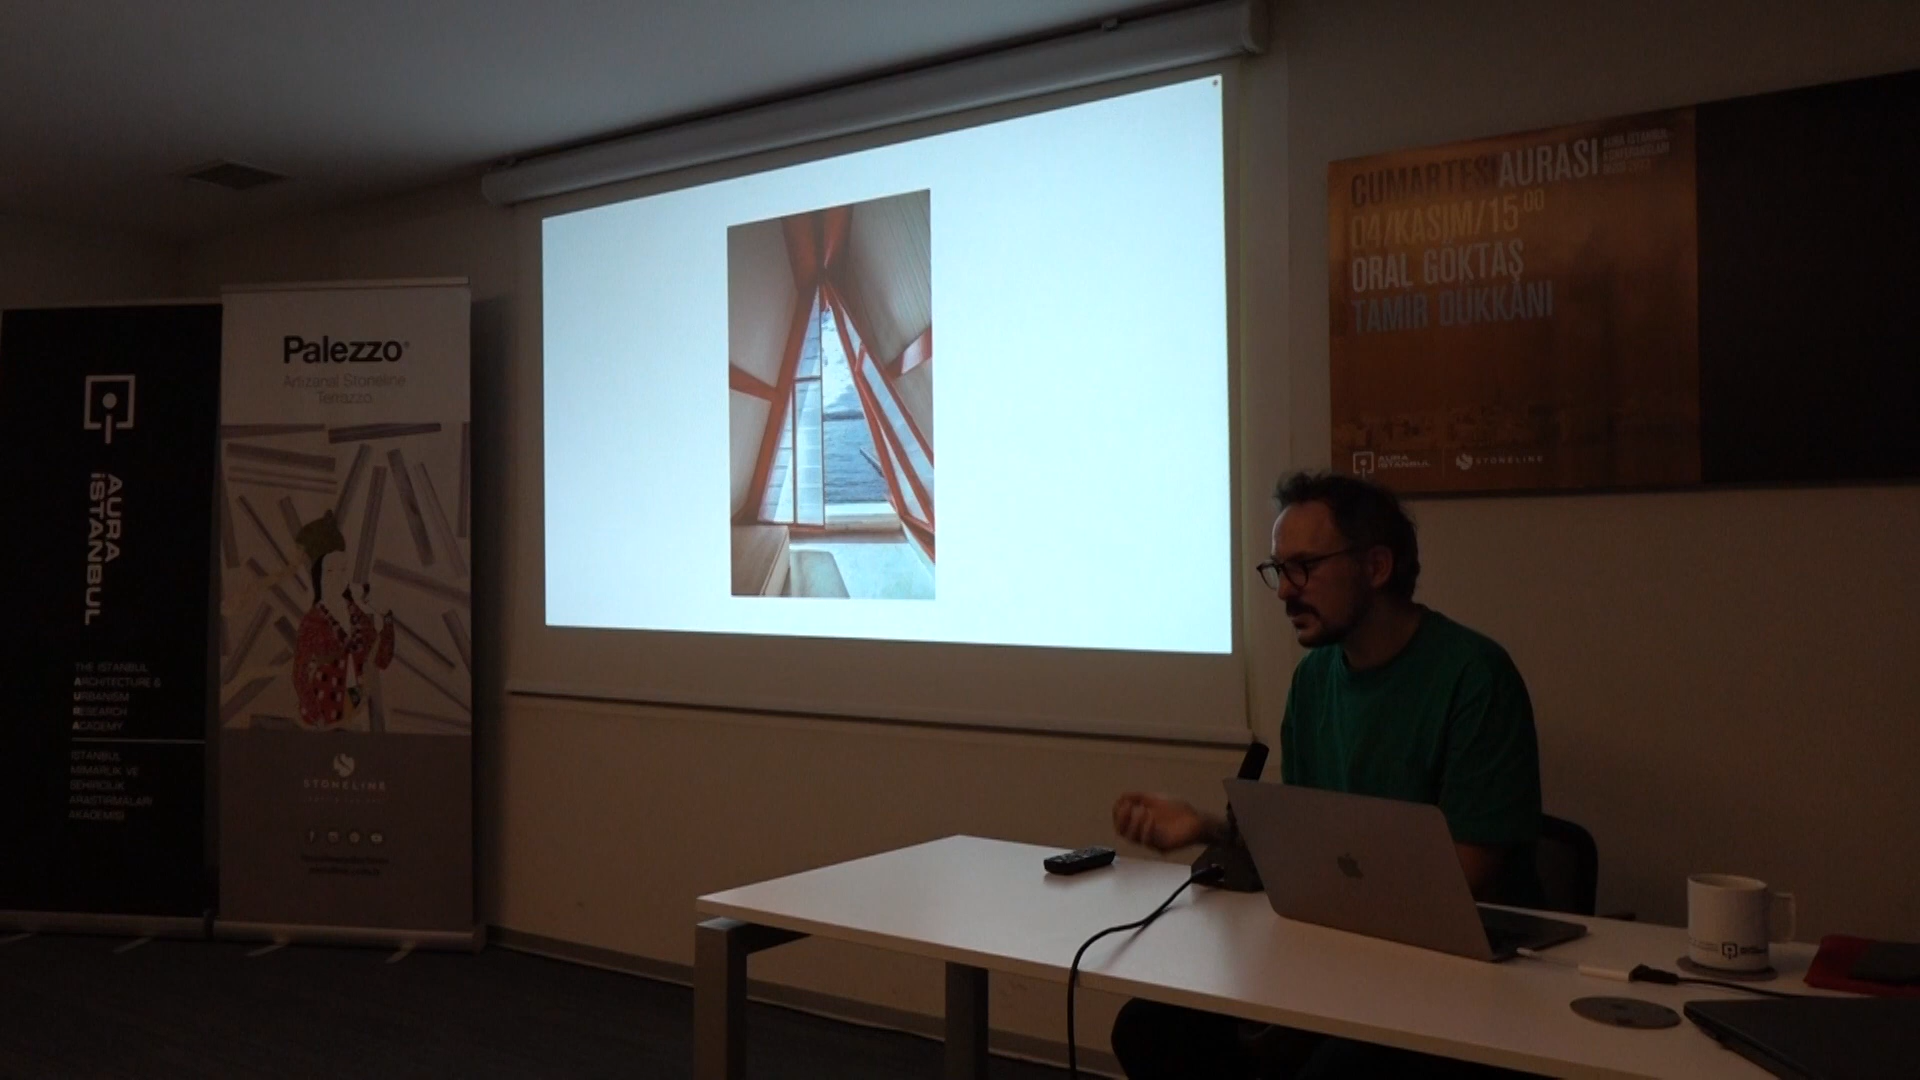 AURA
İSTANBUL
THE ISTANBUL
ARCHITECTURE &
URBANISM
RESEARCH
ACADEMY
İSTANBUL
MİMARLIK VE
ŞEHİRCİLİK
ARAŞTIRMALARI
AKADEMİSİ
Palezzo
Artizanal Stoneline
Terrazzo
STONELINE
CUMARTESİAURASI
04/KASIM/15.00
ORAL GÖKTAŞ
TAMİR DÜKKÂNI
AURA
İSTANBUL
STONELINE